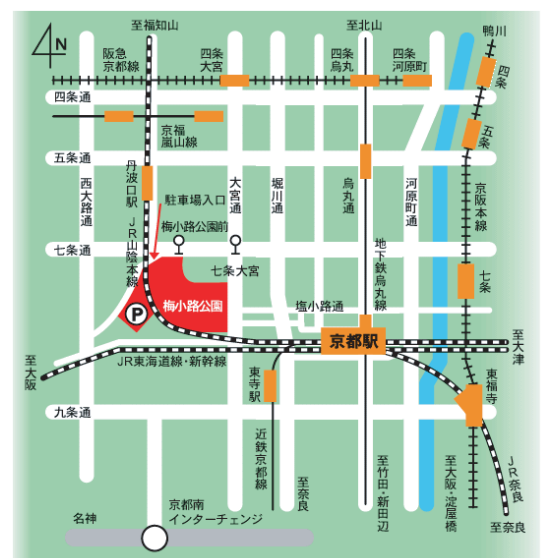 至福知山
至北山
鴨川
N
阪急
京都線
四条
大宮
四条
烏丸
四条
河原町
四条
四条通
五条
京福
嵐山線
五条通
丹波口駅
西大路通
駐車場入口
大宮通
堀川通
烏丸通
河原町通
京阪本線
梅小路公園前
JR山陰本線
七条通
七条大宮
地下鉄烏丸線
七条
梅小路公園
P
塩小路通
京都駅
至大津
至大阪
JR東海道線・新幹線
東寺駅
東福寺
九条通
近鉄京都線
至奈良
至竹田・新田辺
至大阪・淀屋橋
JR奈良
至奈良
名神
京都南
インターチェンジ